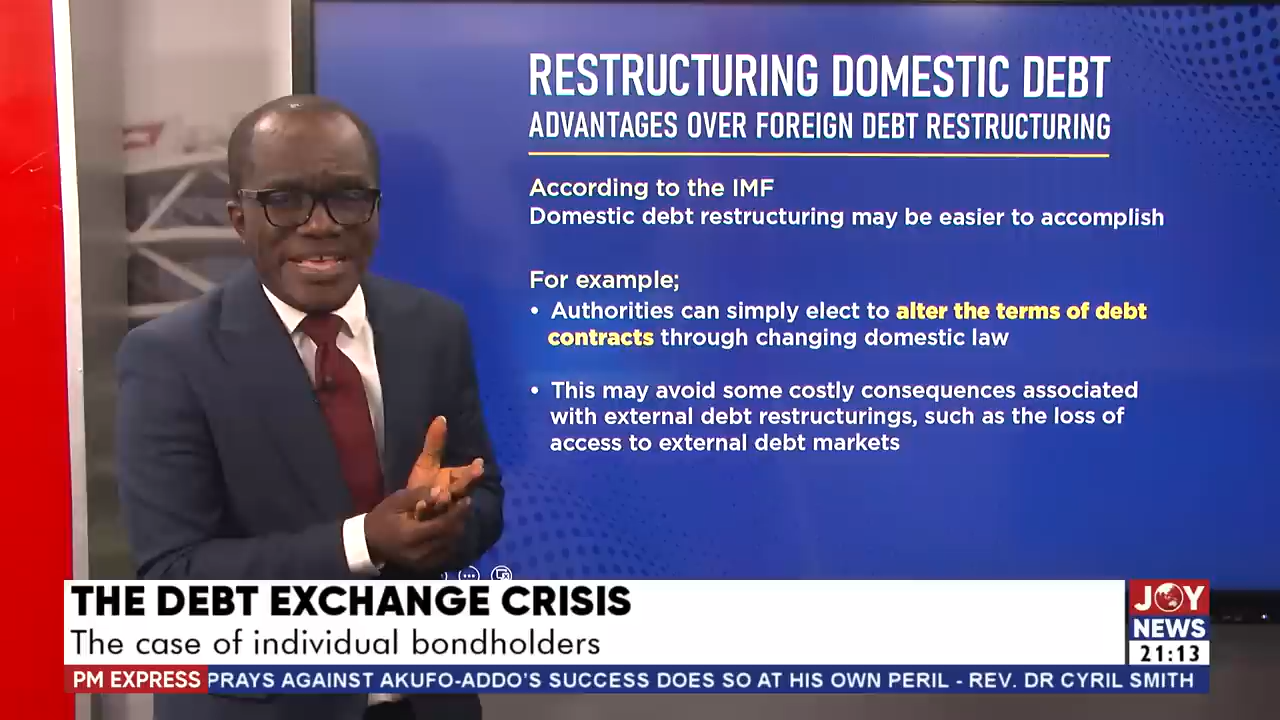 RESTRUCTURING DOMESTIC DEBT
ADVANTAGES OVER FOREIGN DEBT RESTRUCTURING
According to the IMF
Domestic debt restructuring may be easier to accomplish
For example;
• Authorities can simply elect to alter the terms of debt
contracts through changing domestic law
• This may avoid some costly consequences associated
with external debt restructurings, such as the loss of
access to external debt markets
THE DEBT EXCHANGE CRISIS
The case of individual bondholders
JOY
NEWS
21:13
PM EXPRESS PRAYS AGAINST AKUFO-ADDO'S SUCCESS DOES SO AT HIS OWN PERIL - REV. DR CYRIL SMITH